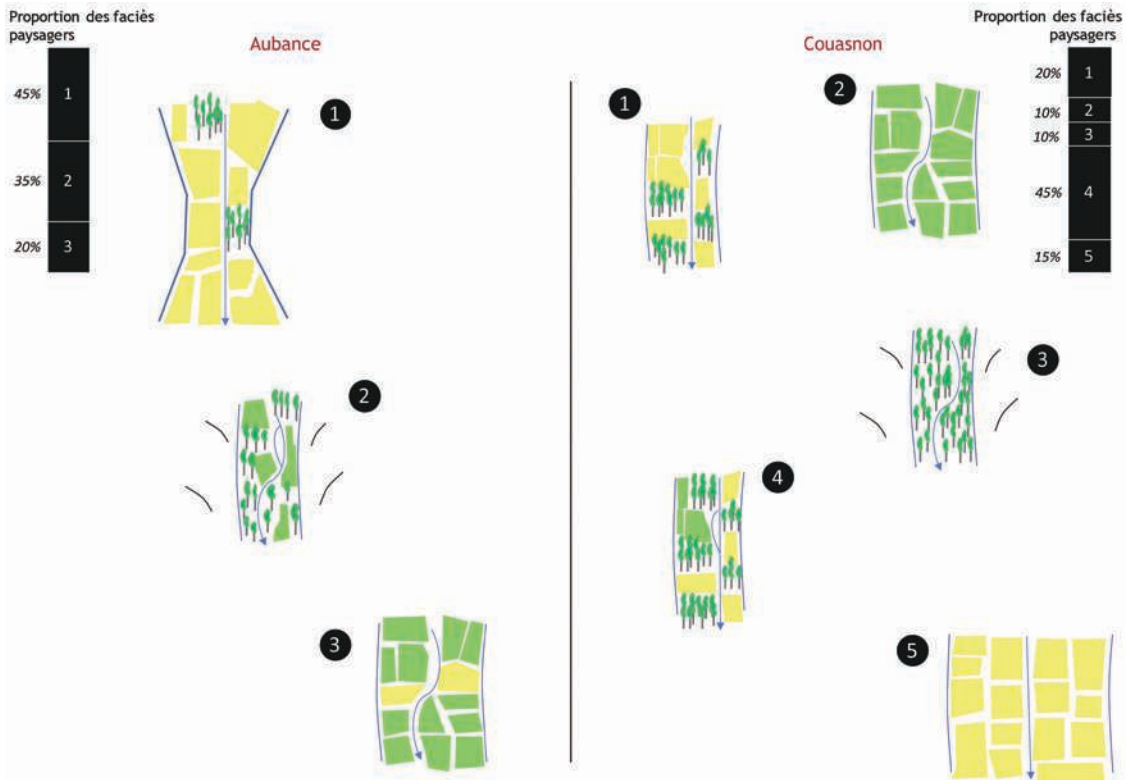 Proportion des faciès
paysagers
45% 1
35% 2
20% 3
Aubance
1
2
3
Couasnon
Proportion des faciès
paysagers
20% 1
10% 2
10% 3
45% 4
15% 5
1
2
3
4
5